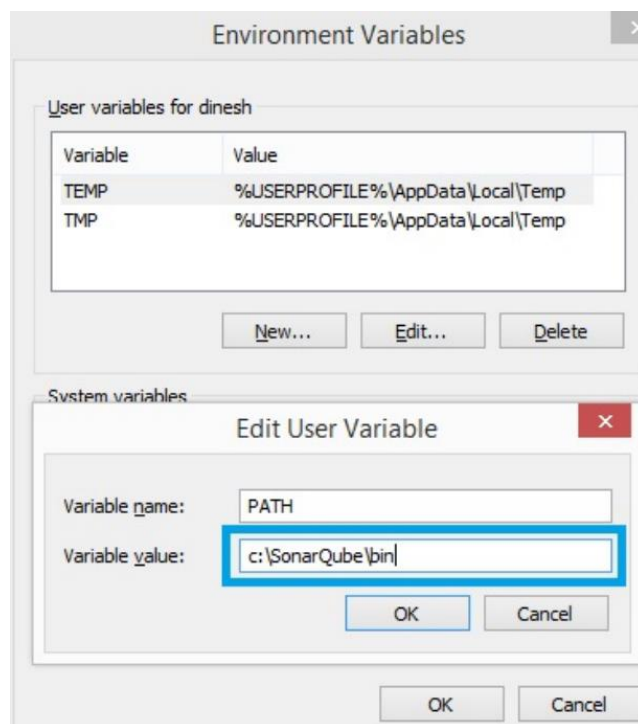 Environment Variables
User variables for dinesh
Variable Value
TEMP %USERPROFILE%\AppData\Local\Temp
TMP %USERPROFILE%\AppData\Local\Temp
New... Edit... Delete
System variables
Edit User Variable
Variable name: PATH
Variable value: c:\SonarQube\bin
OK Cancel
OK Cancel